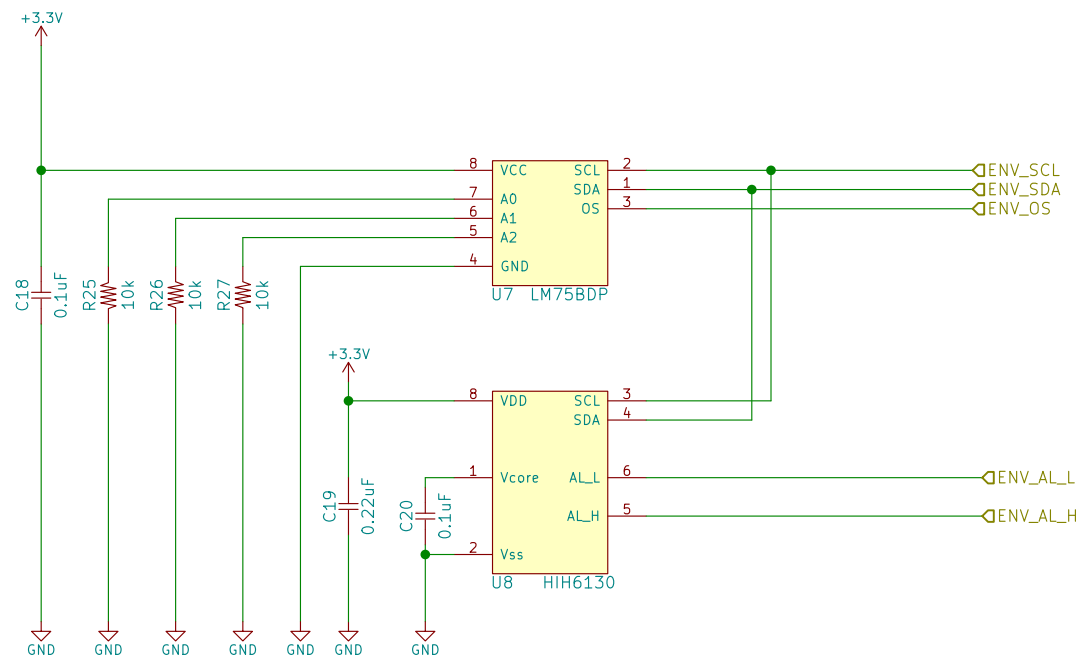 +3.3V
8 VCC SCL 2 ENV_SCL
SDA 1 ENV_SDA
7 A0
OS 3 ENV_OS
6 A1
5 A2
4 GND
U7 LM75BDP
C18 0.1uF
R25 10k
R26 10k
R27 10k
+3.3V
8 VDD SCL 3
SDA 4
1 Vcore AL_L 6 ENV_AL_L
C19 0.22uF
C20 0.1uF
AL_H 5 ENV_AL_H
2 Vss
U8 HIH6130
GND GND GND GND GND GND GND